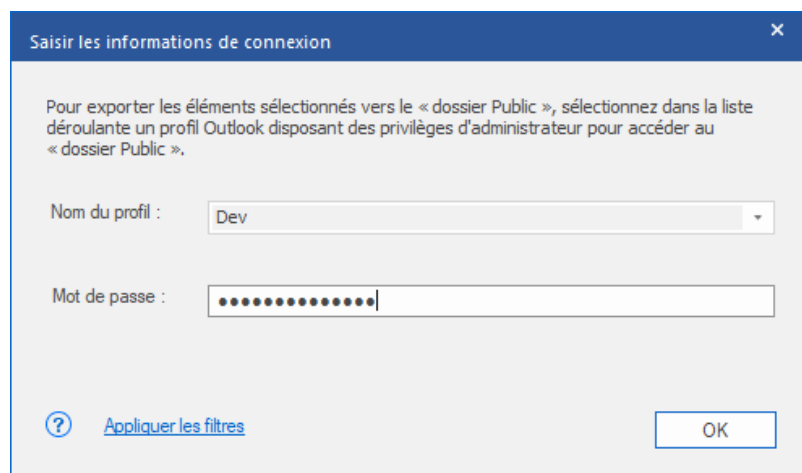 Saisir les informations de connexion
Pour exporter les éléments sélectionnés vers le « dossier Public », sélectionnez dans la liste
déroulante un profil Outlook disposant des privilèges d'administrateur pour accéder au
« dossier Public ».
Nom du profil :
Dev
Mot de passe :
●●●●●●●●●●●●●●
?
Appliquer les filtres
OK